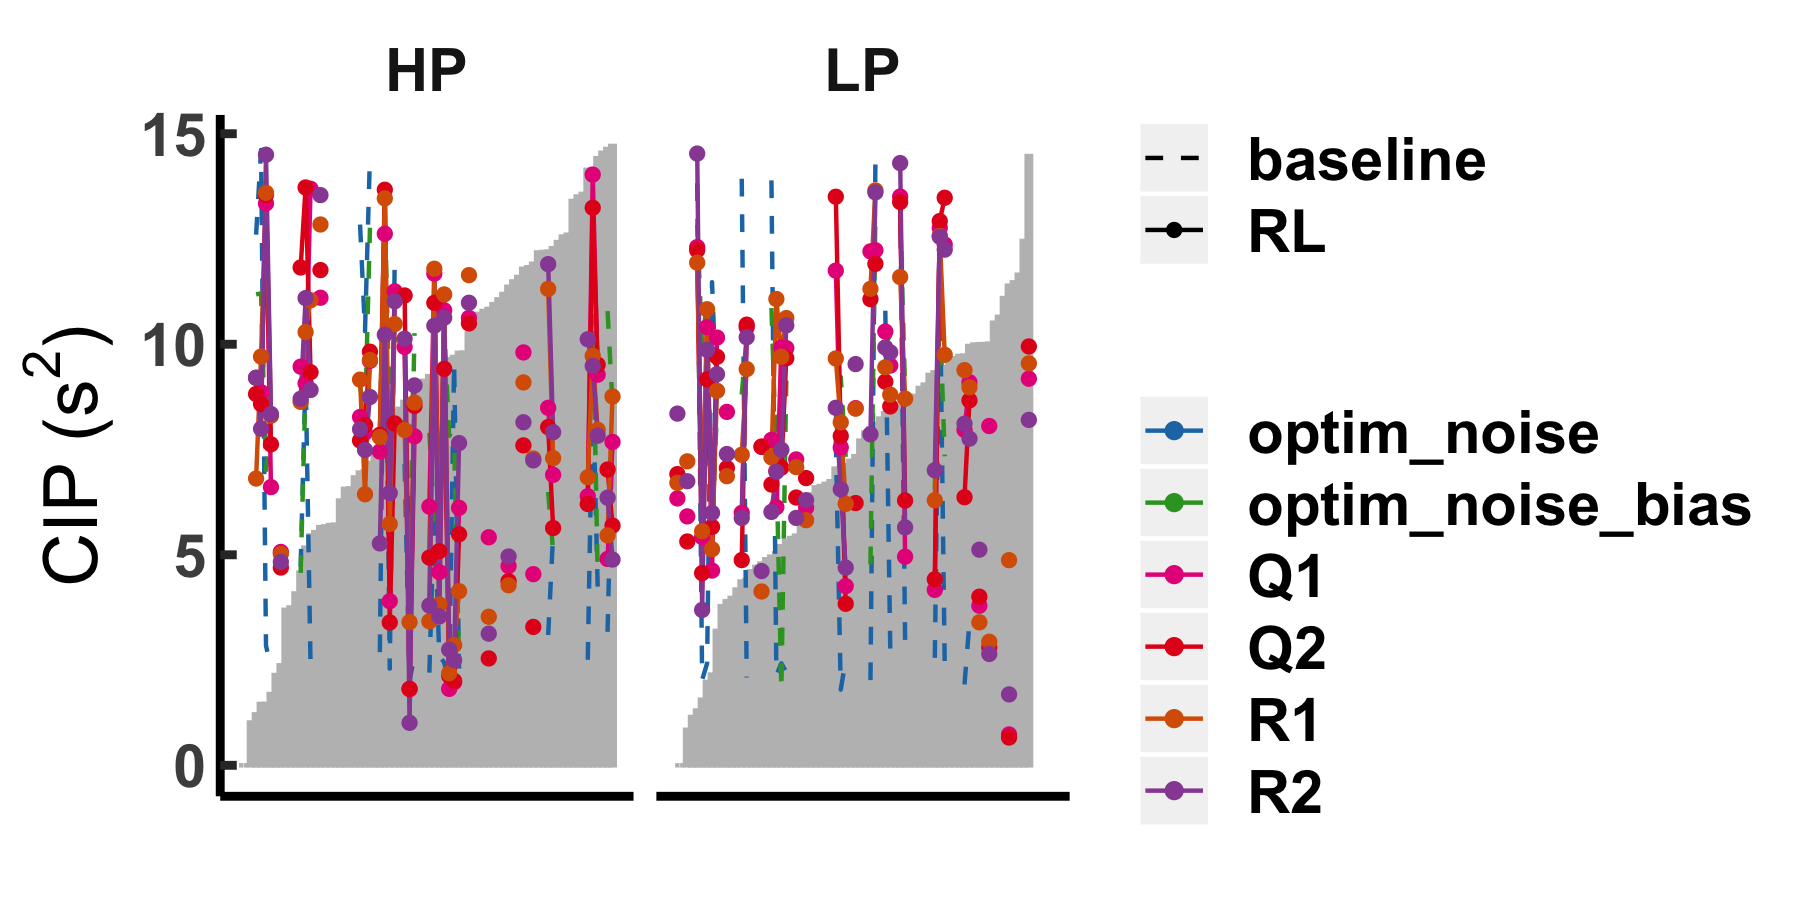 HP
LP
CIP (s²)
15
10
5
0
baseline
RL
optim_noise
optim_noise_bias
Q1
Q2
R1
R2